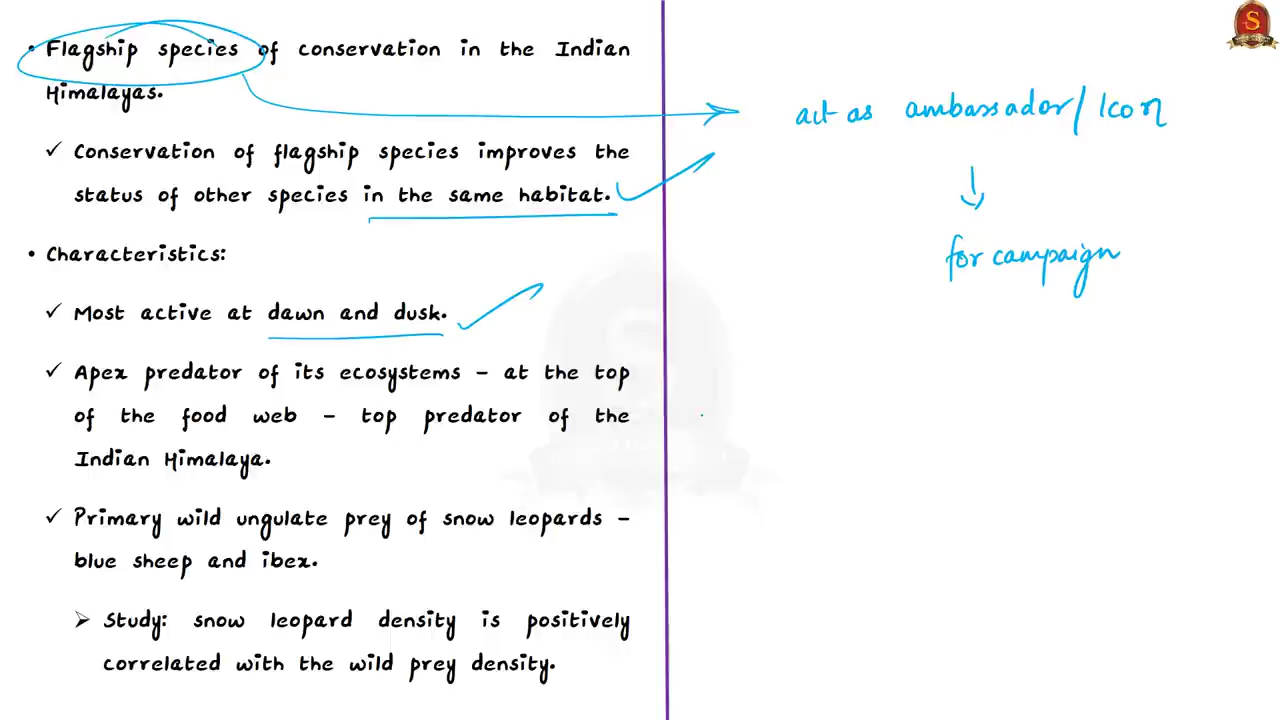 • Flagship species of conservation in the Indian
Himalayas.
✓ Conservation of flagship species improves the
status of other species in the same habitat.
• Characteristics:
✓ Most active at dawn and dusk.
✓ Apex predator of its ecosystems – at the top
of the food web – top predator of the
Indian Himalaya.
✓ Primary wild ungulate prey of snow leopards –
blue sheep and ibex.
➢ Study: snow leopard density is positively
correlated with the wild prey density.
S
act as ambassador/ Icon
for campaign